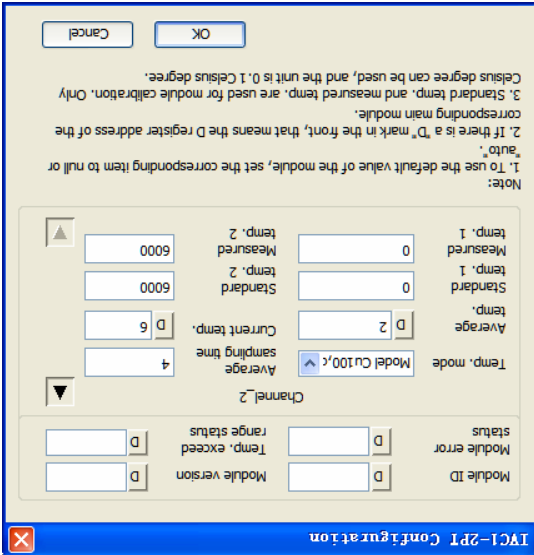 IVC1-2PT Configuration
Module ID D Module version D
Module error status D Temp. exceed range status D
Channel_2
Temp. mode Model Cu100, Average sampling time 4
Average temp. D 2 Current temp. D 6
Standard temp. 1 0 Standard temp. 2 6000
Measured temp. 1 0 Measured temp. 2 6000
Note:
1. To use the default value of the module, set the corresponding item to null or
"auto".
2. If there is a "D" mark in the front, that means the D register address of the
corresponding main module.
3. Standard temp. and measured temp. are used for module calibration. Only
Celsius degree can be used, and the unit is 0.1 Celsius degree.
OK Cancel